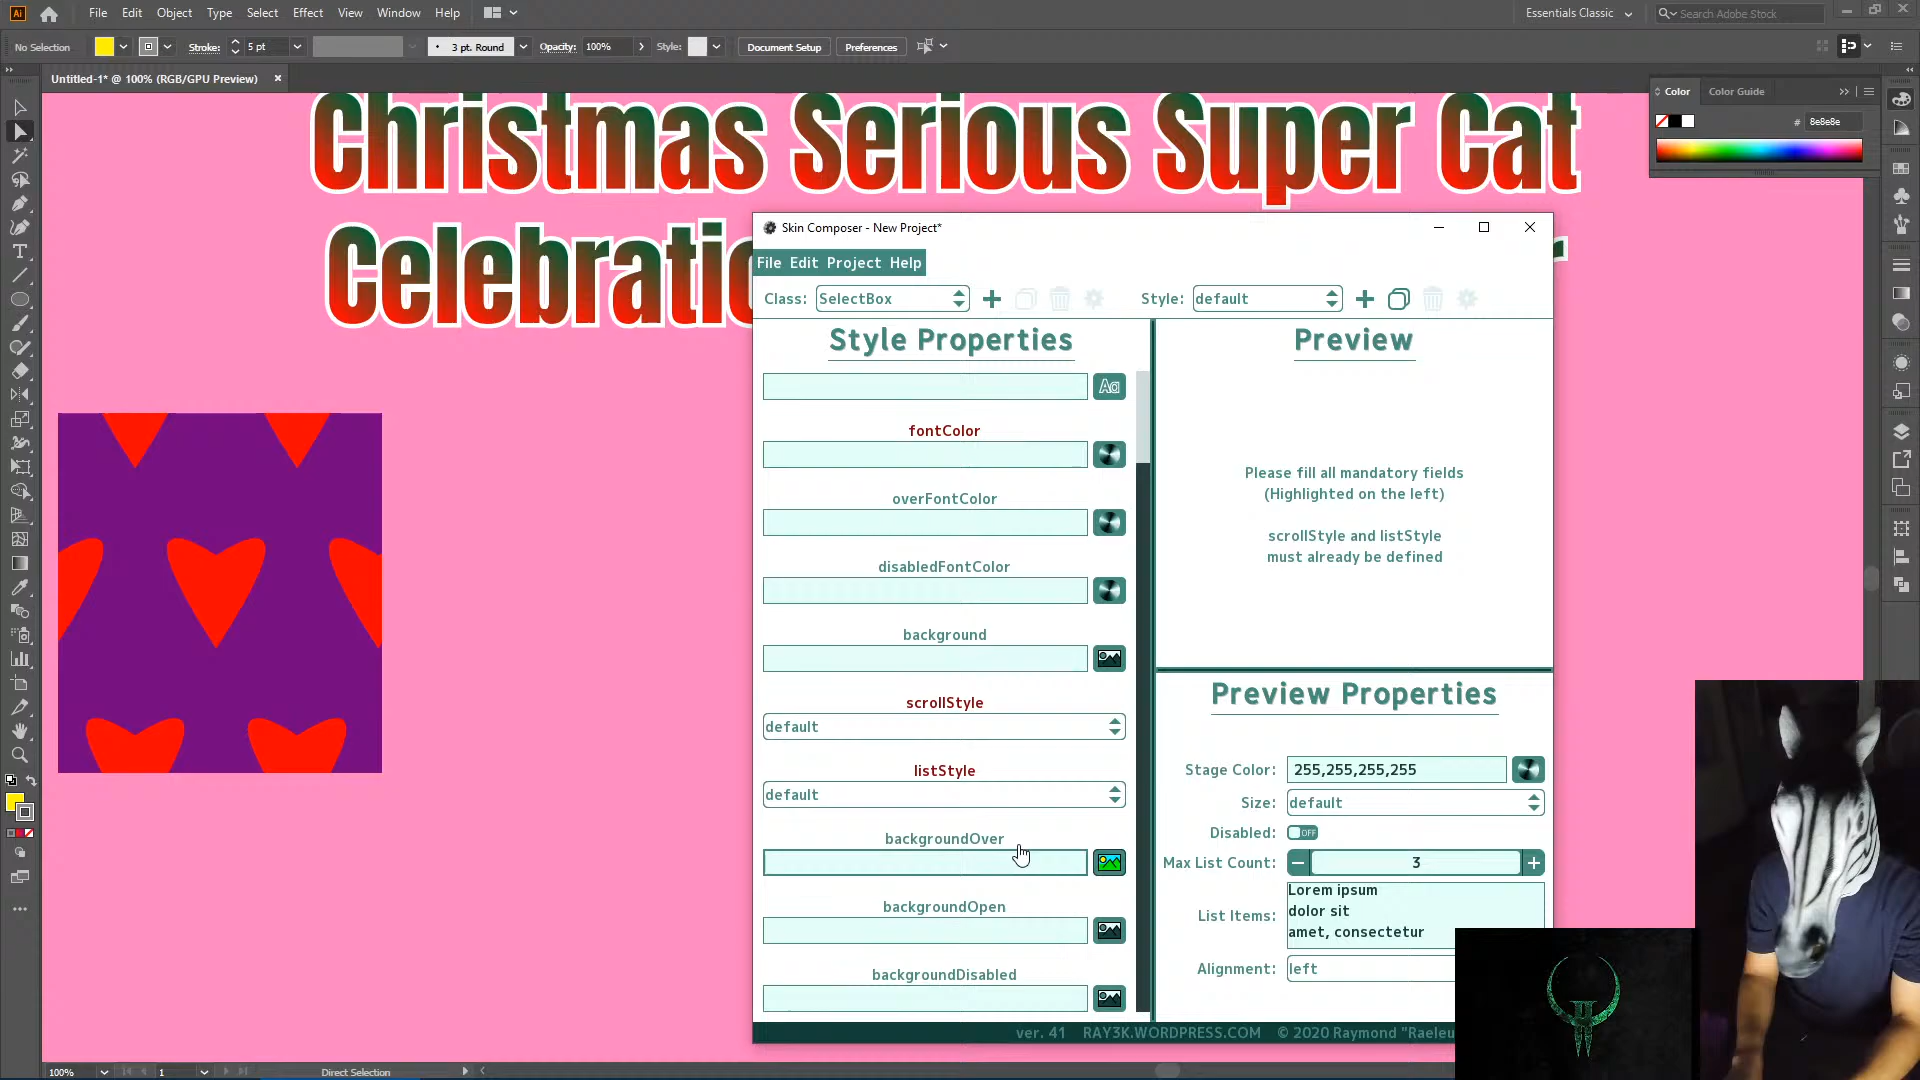 Ai File Edit Object Type Select Effect View Window Help Essentials Classic Search Adobe Stock
No Selection Stroke: 5 pt 3 pt. Round Opacity: 100% Style: Document Setup Preferences
Untitled-1* @ 100% (RGB/GPU Preview)
Color Color Guide
# 8e8e8e
Christmas Serious Super Cat
Celebratio
Skin Composer - New Project*
File Edit Project Help
Class: SelectBox Style: default
Style Properties
Aa
fontColor
overFontColor
disabledFontColor
background
scrollStyle
default
listStyle
default
backgroundOver
backgroundOpen
backgroundDisabled
Preview
Please fill all mandatory fields
(Highlighted on the left)
scrollStyle and listStyle
must already be defined
Preview Properties
Stage Color: 255,255,255,255
Size: default
Disabled: OFF
Max List Count: 3
List Items: Lorem ipsum
dolor sit
amet, consectetur
Alignment: left
ver. 41 RAY3K.WORDPRESS.COM © 2020 Raymond "Raeleu
100% 1 Direct Selection